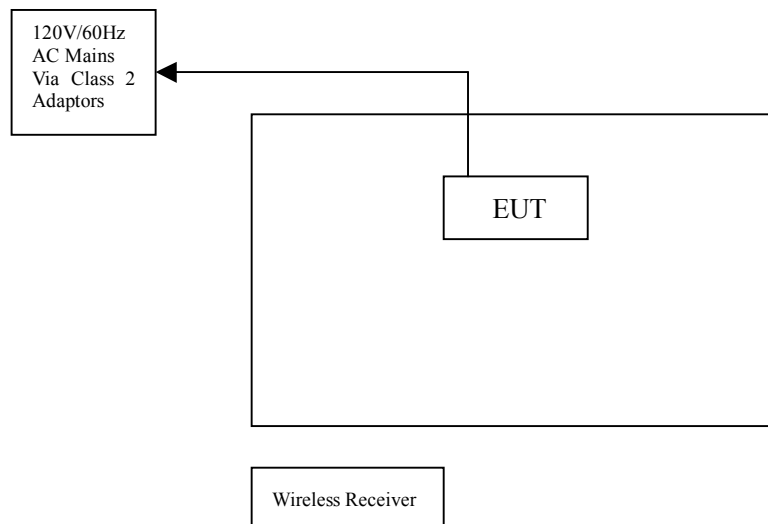 120V/60Hz
AC Mains
Via Class 2
Adaptors
EUT
Wireless Receiver